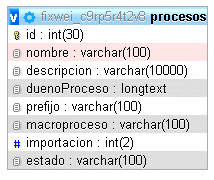 v fixwei_c9rp5r4t2v8 procesos
id : int(30)
nombre : varchar(100)
descripcion : varchar(10000)
duenoProceso : longtext
prefijo : varchar(100)
macroproceso : varchar(100)
# importacion : int(2)
estado : varchar(100)